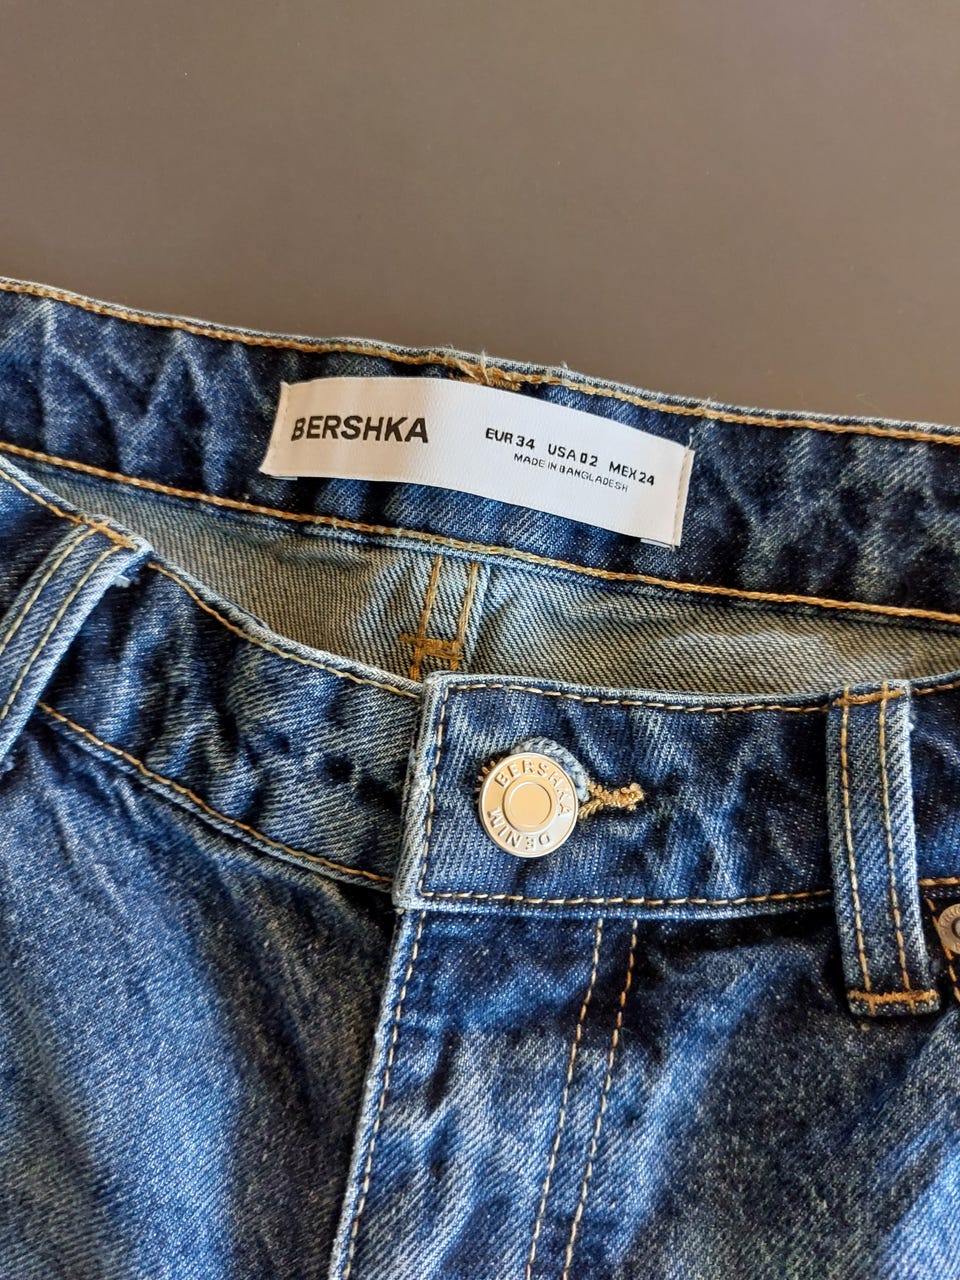 BERSHKA
EUR 34 USA 02 MEX 24
MADE IN BANGLADESH
BERSHKA
DENIM